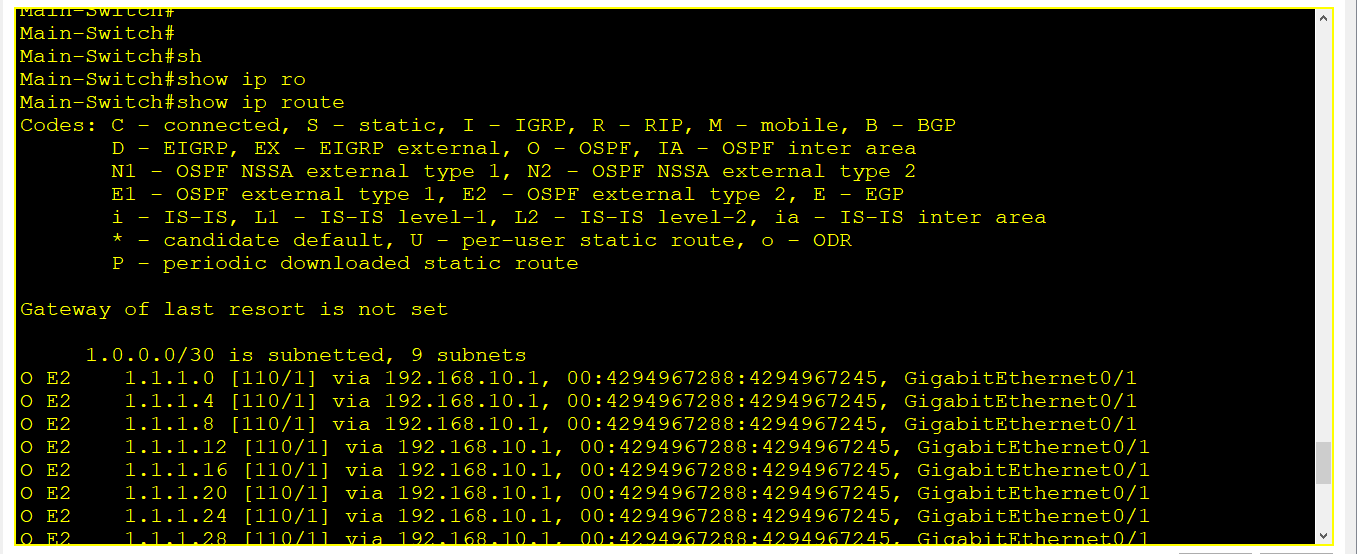 Main-Switch#
Main-Switch#
Main-Switch#sh
Main-Switch#show ip ro
Main-Switch#show ip route
Codes: C - connected, S - static, I - IGRP, R - RIP, M - mobile, B - BGP
D - EIGRP, EX - EIGRP external, O - OSPF, IA - OSPF inter area
N1 - OSPF NSSA external type 1, N2 - OSPF NSSA external type 2
E1 - OSPF external type 1, E2 - OSPF external type 2, E - EGP
i - IS-IS, L1 - IS-IS level-1, L2 - IS-IS level-2, ia - IS-IS inter area
* - candidate default, U - per-user static route, o - ODR
P - periodic downloaded static route
Gateway of last resort is not set
1.0.0.0/30 is subnetted, 9 subnets
O E2 1.1.1.0 [110/1] via 192.168.10.1, 00:4294967288:4294967245, GigabitEthernet0/1
O E2 1.1.1.4 [110/1] via 192.168.10.1, 00:4294967288:4294967245, GigabitEthernet0/1
O E2 1.1.1.8 [110/1] via 192.168.10.1, 00:4294967288:4294967245, GigabitEthernet0/1
O E2 1.1.1.12 [110/1] via 192.168.10.1, 00:4294967288:4294967245, GigabitEthernet0/1
O E2 1.1.1.16 [110/1] via 192.168.10.1, 00:4294967288:4294967245, GigabitEthernet0/1
O E2 1.1.1.20 [110/1] via 192.168.10.1, 00:4294967288:4294967245, GigabitEthernet0/1
O E2 1.1.1.24 [110/1] via 192.168.10.1, 00:4294967288:4294967245, GigabitEthernet0/1
O E2 1.1.1.28 [110/1] via 192.168.10.1, 00:4294967288:4294967245, GigabitEthernet0/1